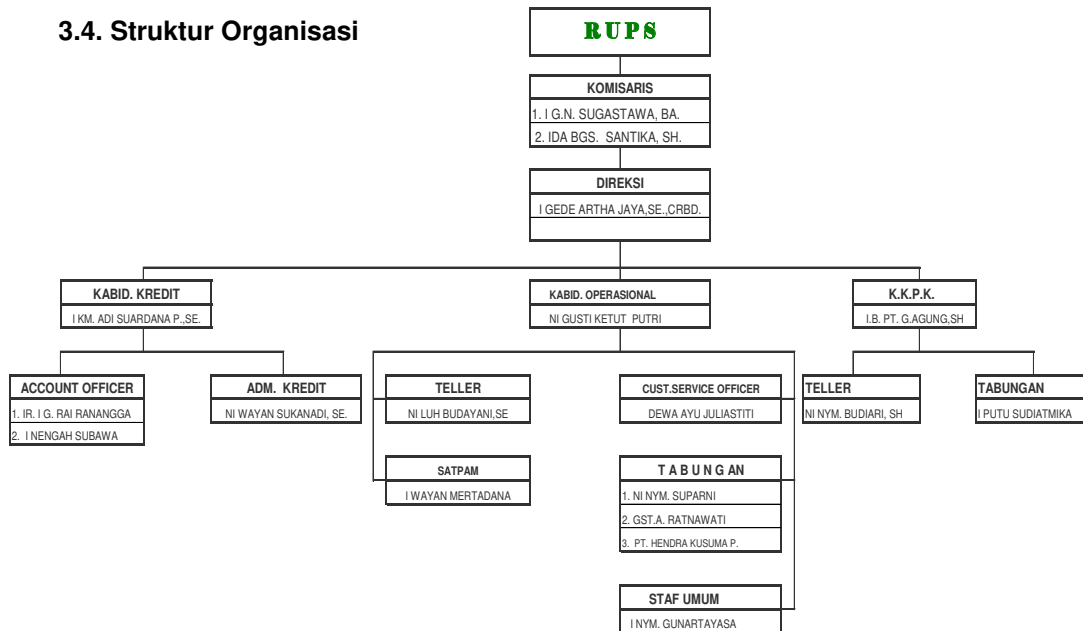 3.4. Struktur Organisasi
RUPS
KOMISARIS
1. I G.N. SUGASTAWA, BA.
2. IDA BGS. SANTIKA, SH.
DIREKSI
I GEDE ARTHA JAYA,SE.,CRBD.
KABID. KREDIT
I KM. ADI SUARDANA P.,SE.
KABID. OPERASIONAL
NI GUSTI KETUT PUTRI
K.K.P.K.
I.B. PT. G.AGUNG,SH
ACCOUNT OFFICER
1. IR. I G. RAI RANANGGA
2. I NENGAH SUBAWA
ADM. KREDIT
NI WAYAN SUKANADI, SE.
TELLER
NI LUH BUDAYANI,SE
CUST.SERVICE OFFICER
DEWA AYU JULIASTITI
TELLER
NI NYM. BUDIARI, SH
TABUNGAN
I PUTU SUDIATMIKA
SATPAM
I WAYAN MERTADANA
T A B U N G AN
1. NI NYM. SUPARNI
2. GST.A. RATNAWATI
3. PT. HENDRA KUSUMA P.
STAF UMUM
I NYM. GUNARTAYASA